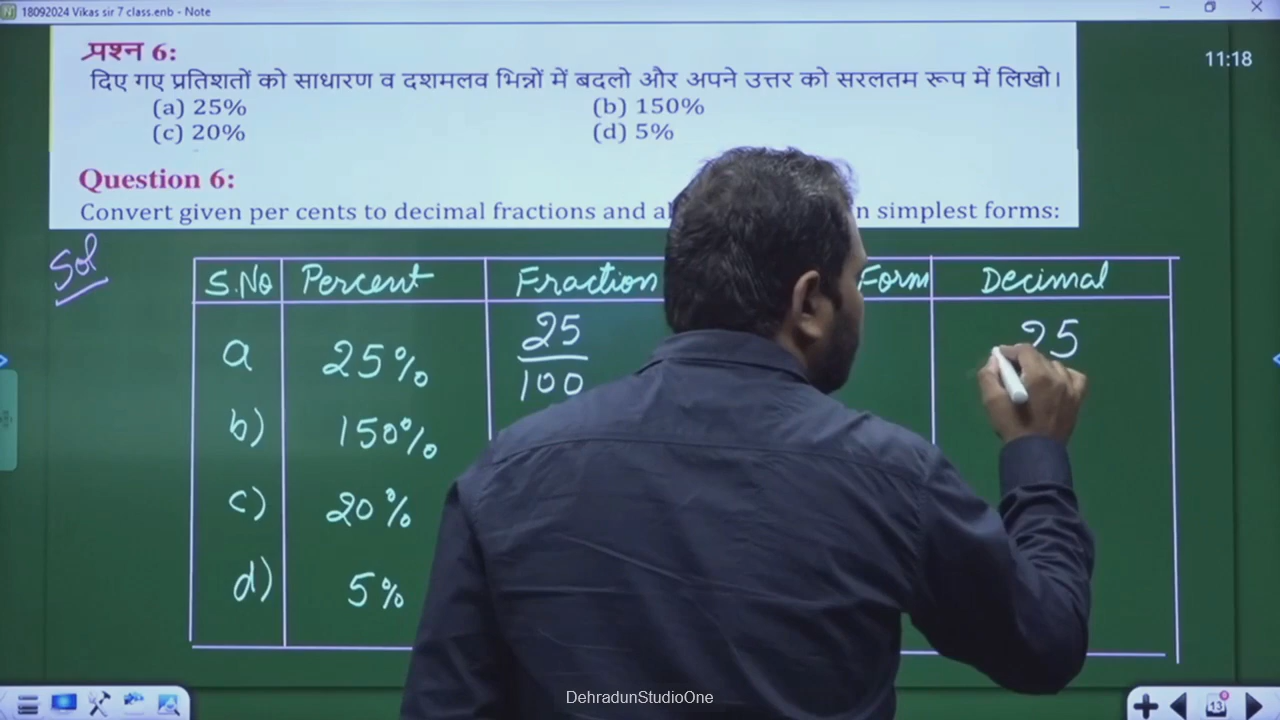 18092024 Vikas sir 7 class.enb - Note
11:18
प्रश्न 6:
दिए गए प्रतिशतों को साधारण व दशमलव भिन्नों में बदलो और अपने उत्तर को सरलतम रूप में लिखो।
(a) 25% (b) 150%
(c) 20% (d) 5%
Question 6:
Convert given per cents to decimal fractions and n simplest forms:
Sol
S.No Percent Fraction Form Decimal
a 25% 25/100 25
b) 150%
c) 20%
d) 5%
DehradunStudioOne
13